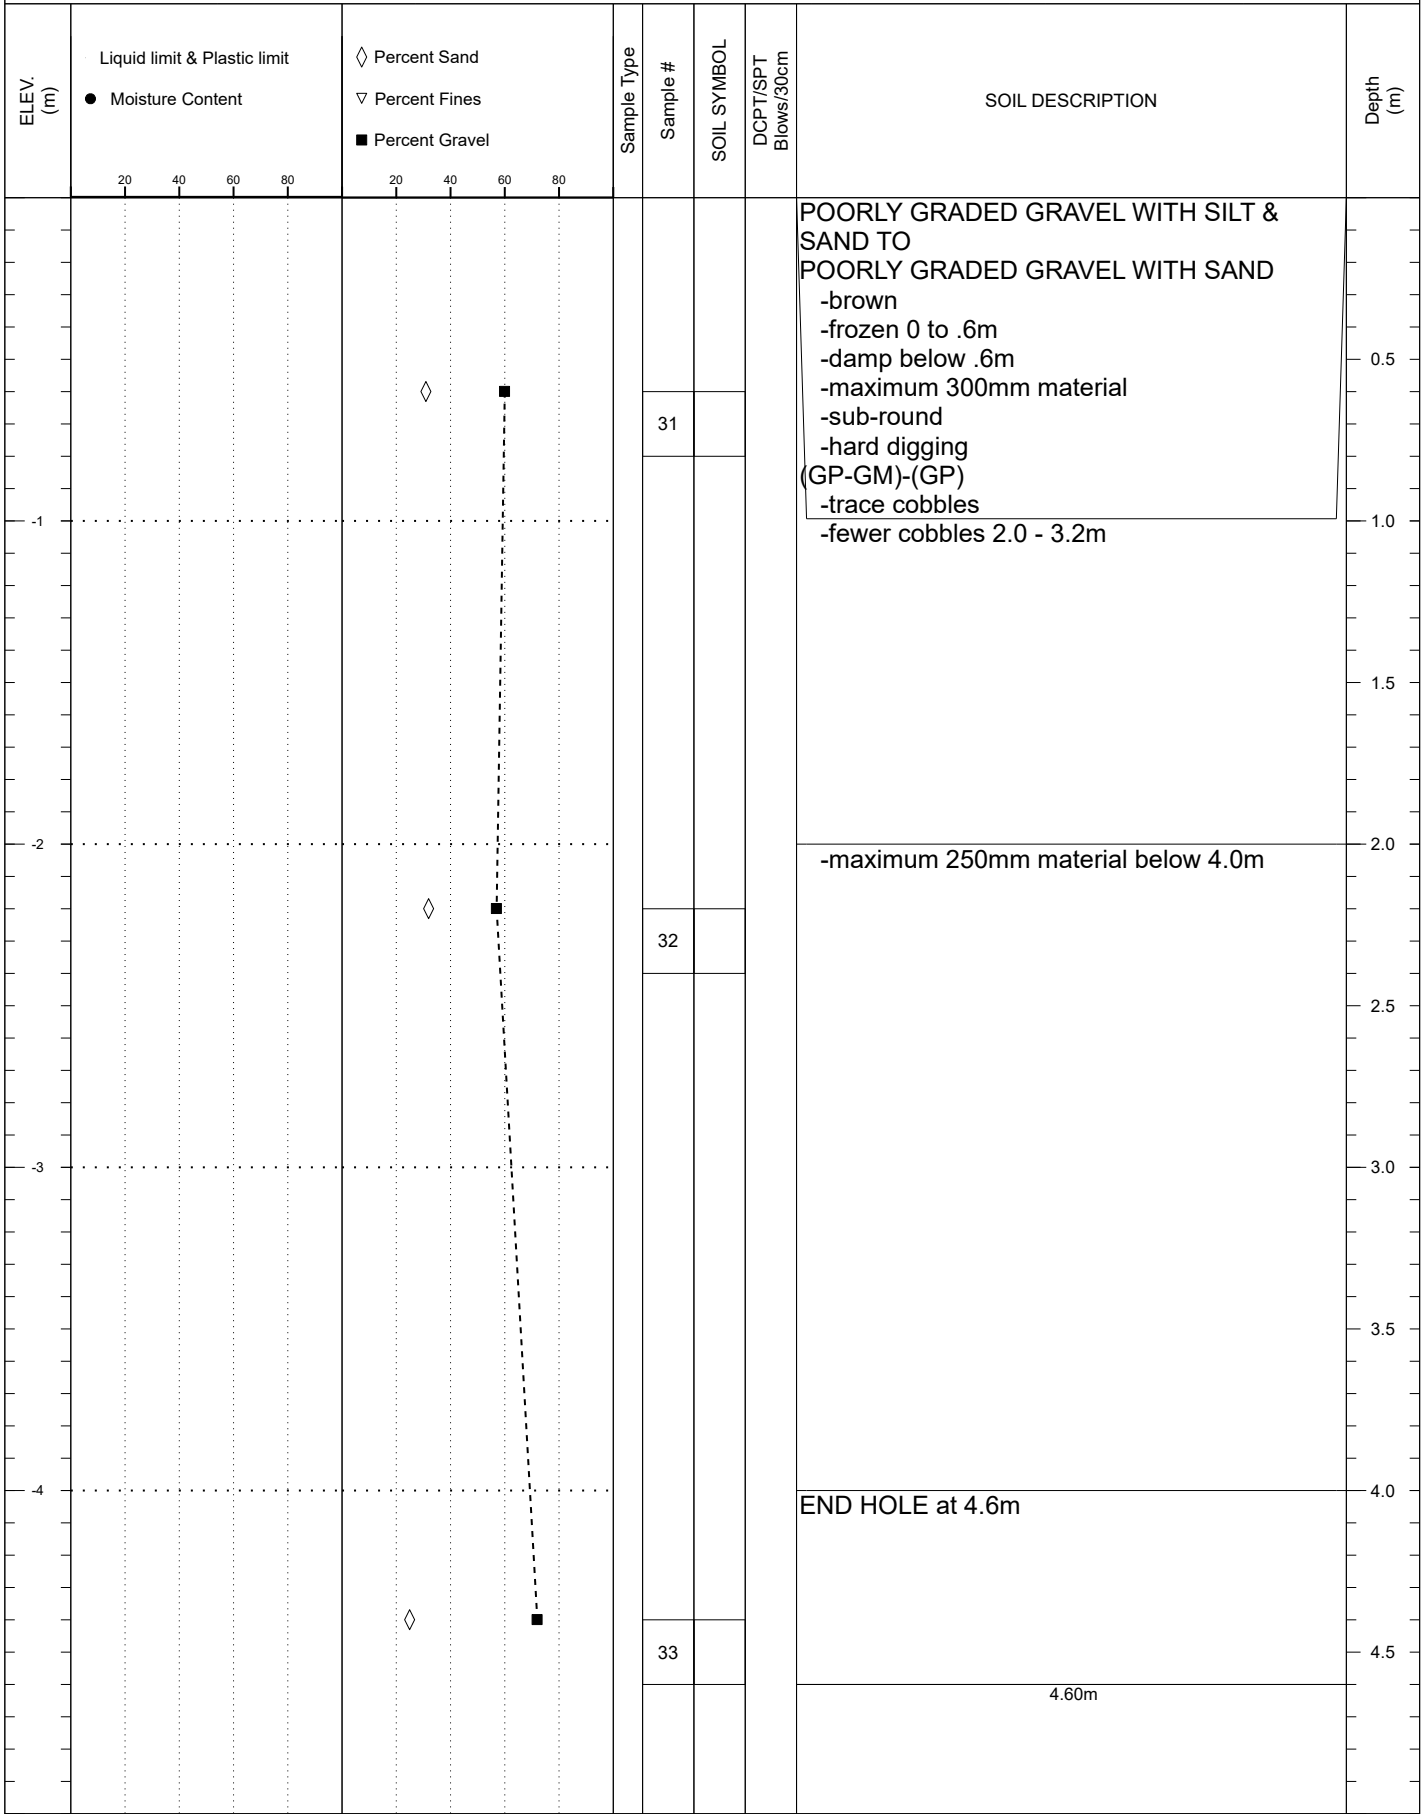 ELEV.
(m)
Liquid limit & Plastic limit
Moisture Content
20 40 60 80
Percent Sand
Percent Fines
Percent Gravel
20 40 60 80
Sample Type
Sample #
SOIL SYMBOL
DCPT/SPT
Blows/30cm
SOIL DESCRIPTION
Depth
(m)
POORLY GRADED GRAVEL WITH SILT &
SAND TO
POORLY GRADED GRAVEL WITH SAND
-brown
-frozen 0 to .6m
-damp below .6m
0.5
-maximum 300mm material
-sub-round
31
-hard digging
(GP-GM)-(GP)
-trace cobbles
-1
1.0
-fewer cobbles 2.0 - 3.2m
1.5
-2
2.0
-maximum 250mm material below 4.0m
32
2.5
-3
3.0
3.5
-4
4.0
END HOLE at 4.6m
33
4.5
4.60m